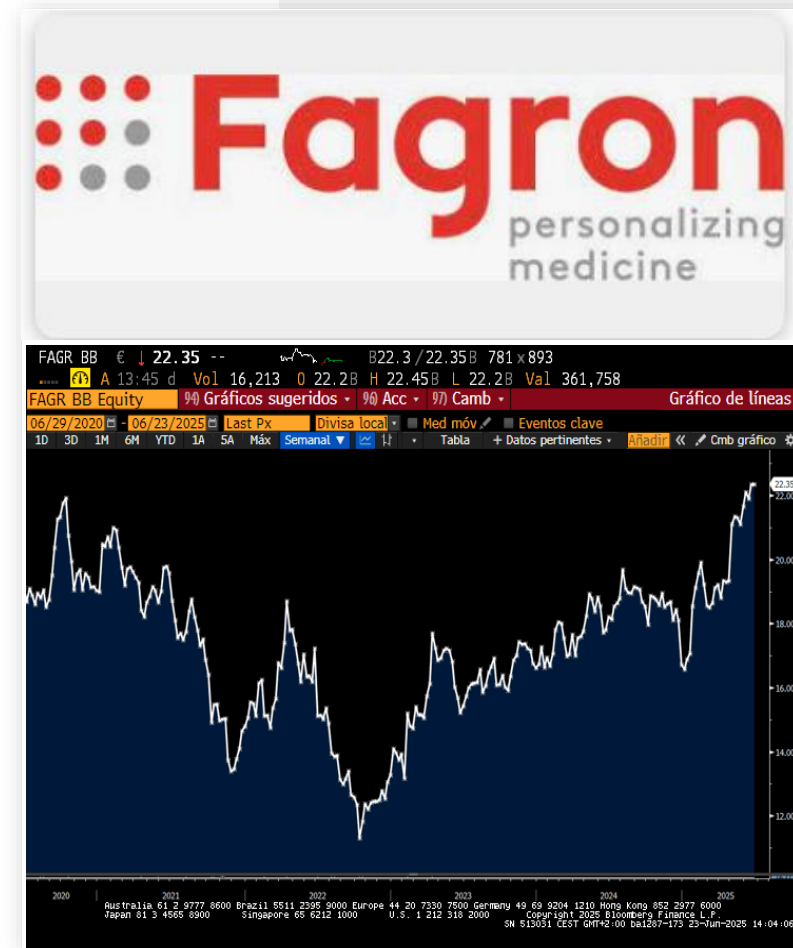 Fagron
personalizing
medicine
FAGR BB € ↓ 22.35 -- B22.3/22.35B 781x893
A 13:45 d Vol 16,213 O 22.2B H 22.45B L 22.2B Val 361,758
FAGR BB Equity 94) Gráficos sugeridos 96) Acc 97) Camb Gráfico de líneas
06/29/2020 - 06/23/2025 Last Px Divisa local Med móv Eventos clave
1D 3D 1M 6M YTD 1A 5A Máx Semanal ▼ Tabla + Datos pertinentes Añadir « Cmb gráfico
22.35
22.00
20.00
18.00
16.00
14.00
12.00
2020 2021 2022 2023 2024 2025
Australia 61 2 9777 8600 Brazil 5511 2395 9000 Europe 44 20 7330 7500 Germany 49 69 9204 1210 Hong Kong 852 2977 6000
Japan 81 3 4565 8900 Singapore 65 6212 1000 U.S. 1 212 318 2000 Copyright 2025 Bloomberg Finance L.P.
SN 513031 CEST GMT+2:00 ba1287-173 23-Jun-2025 14:04:06